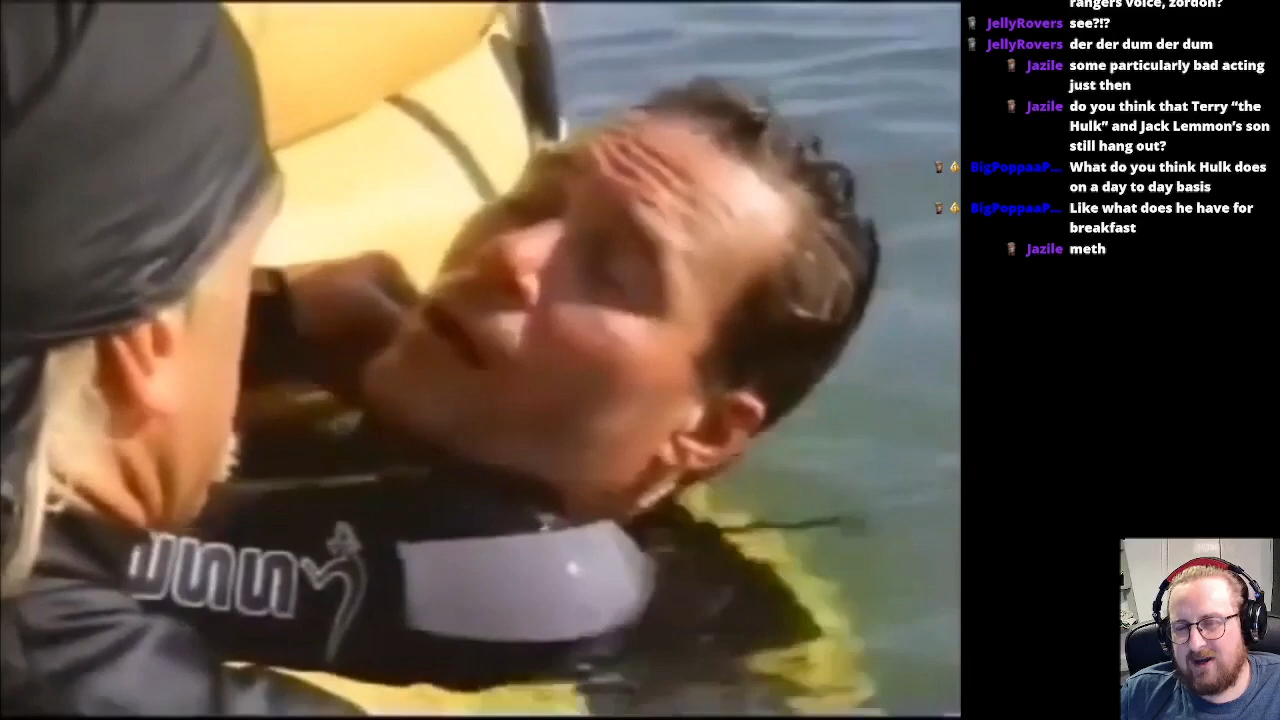 rangers voice, zordon?
JellyRovers see?!?
JellyRovers der der dum der dum
Jazile some particularly bad acting
just then
Jazile do you think that Terry “the
Hulk” and Jack Lemmon’s son
still hang out?
BigPoppaaP... What do you think Hulk does
on a day to day basis
BigPoppaaP... Like what does he have for
breakfast
Jazile meth